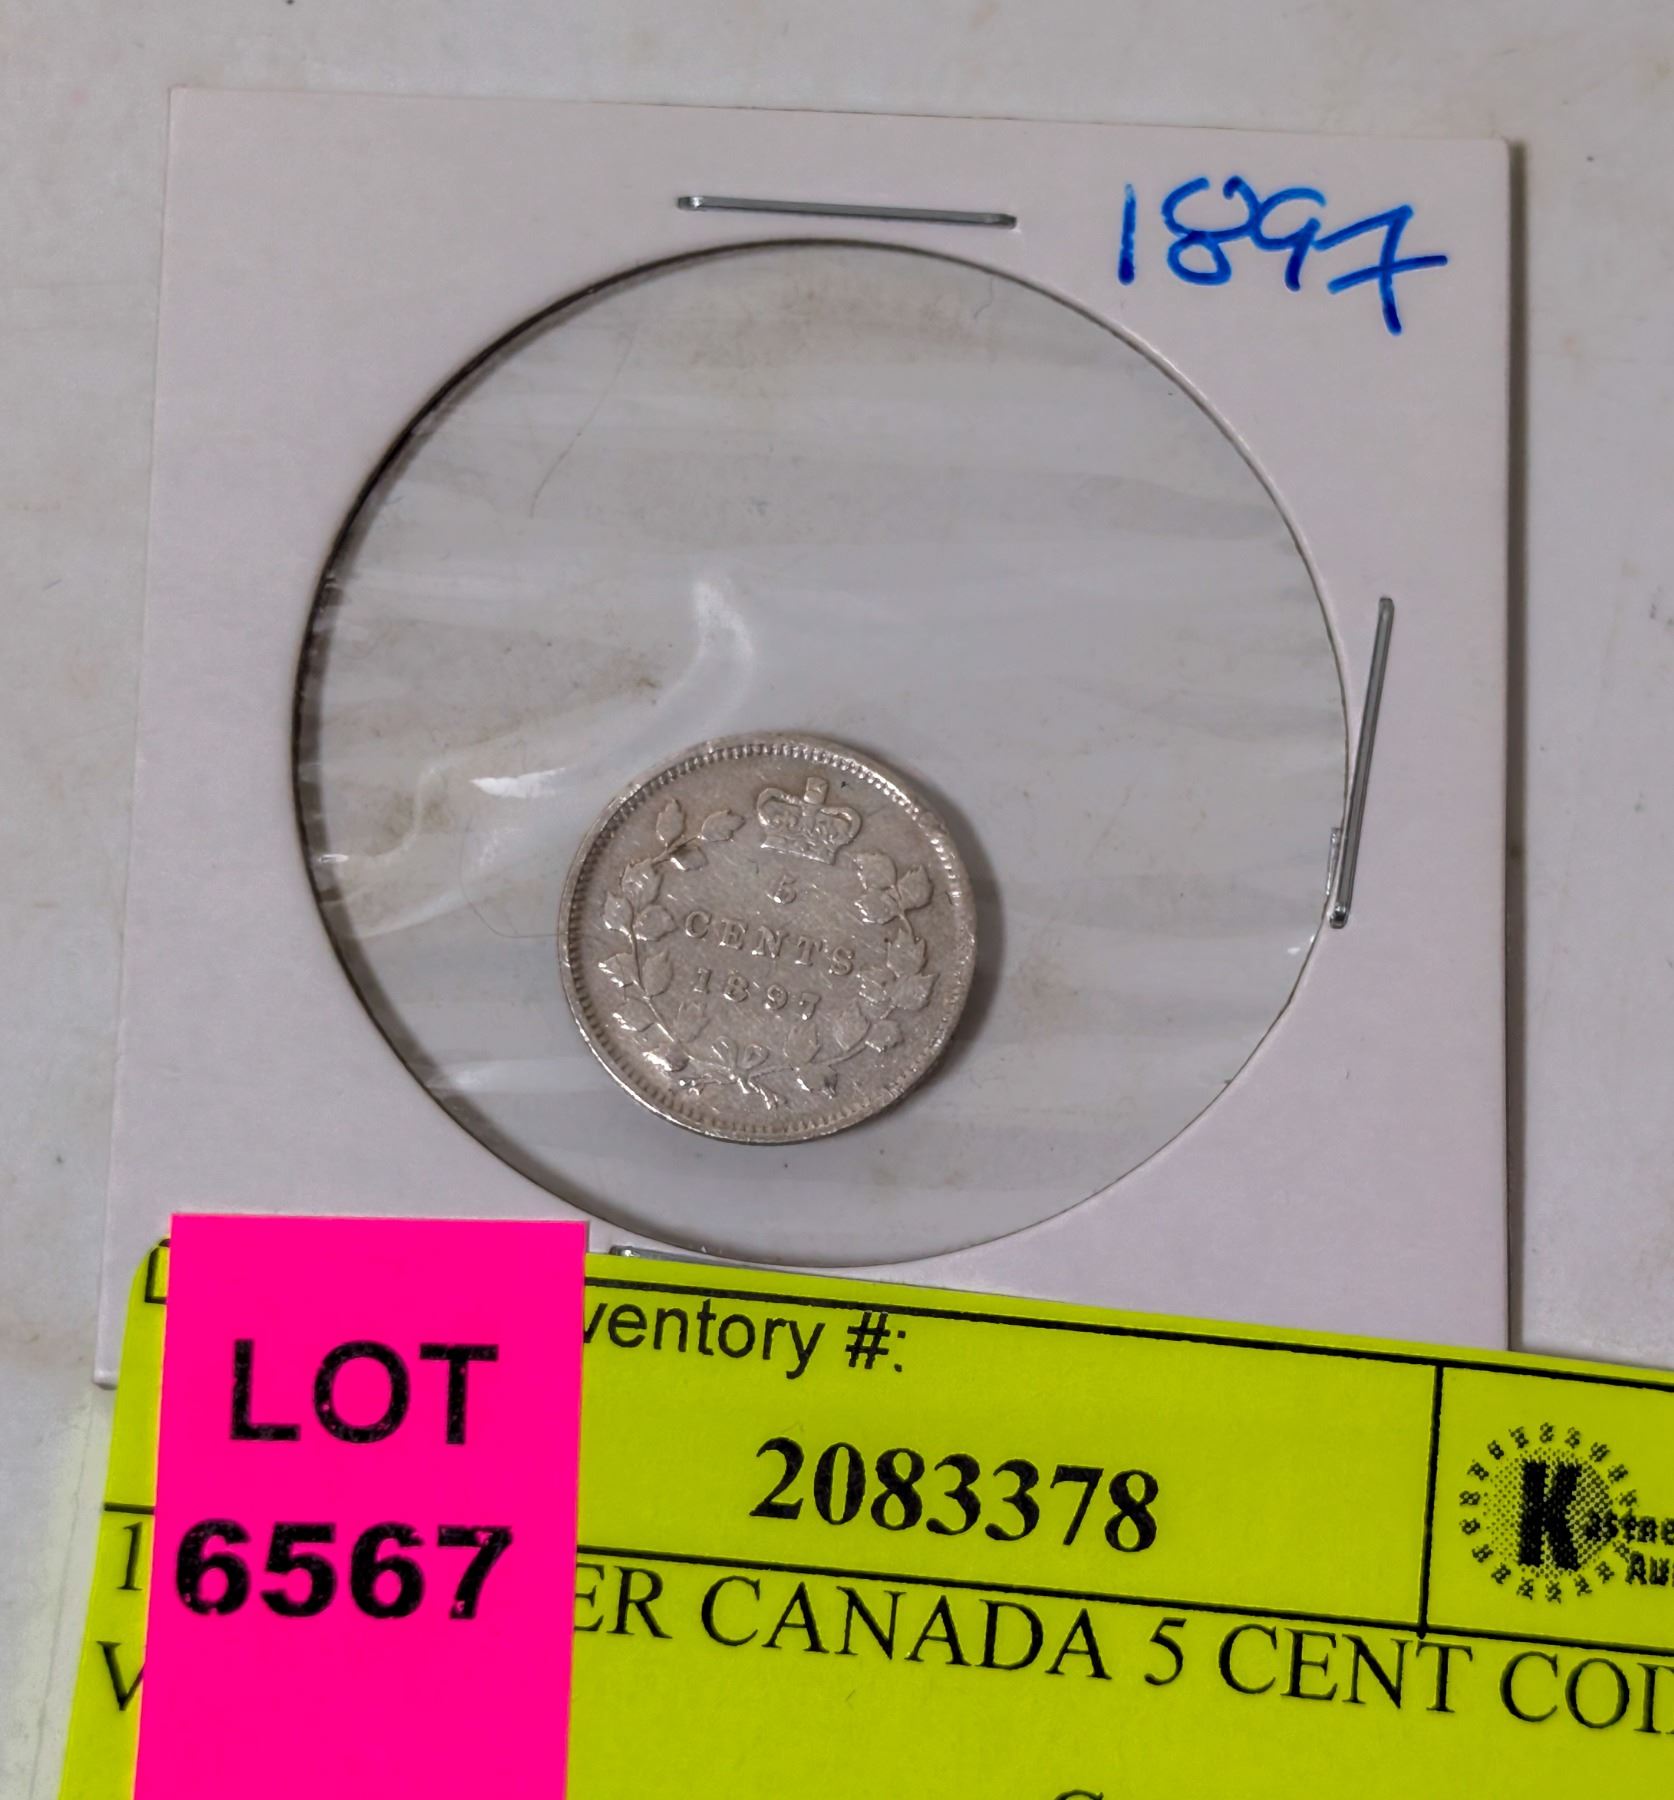 1897
5
CENTS
1897
LOT
6567
ventory #:
2083378
K
ER CANADA 5 CENT COI